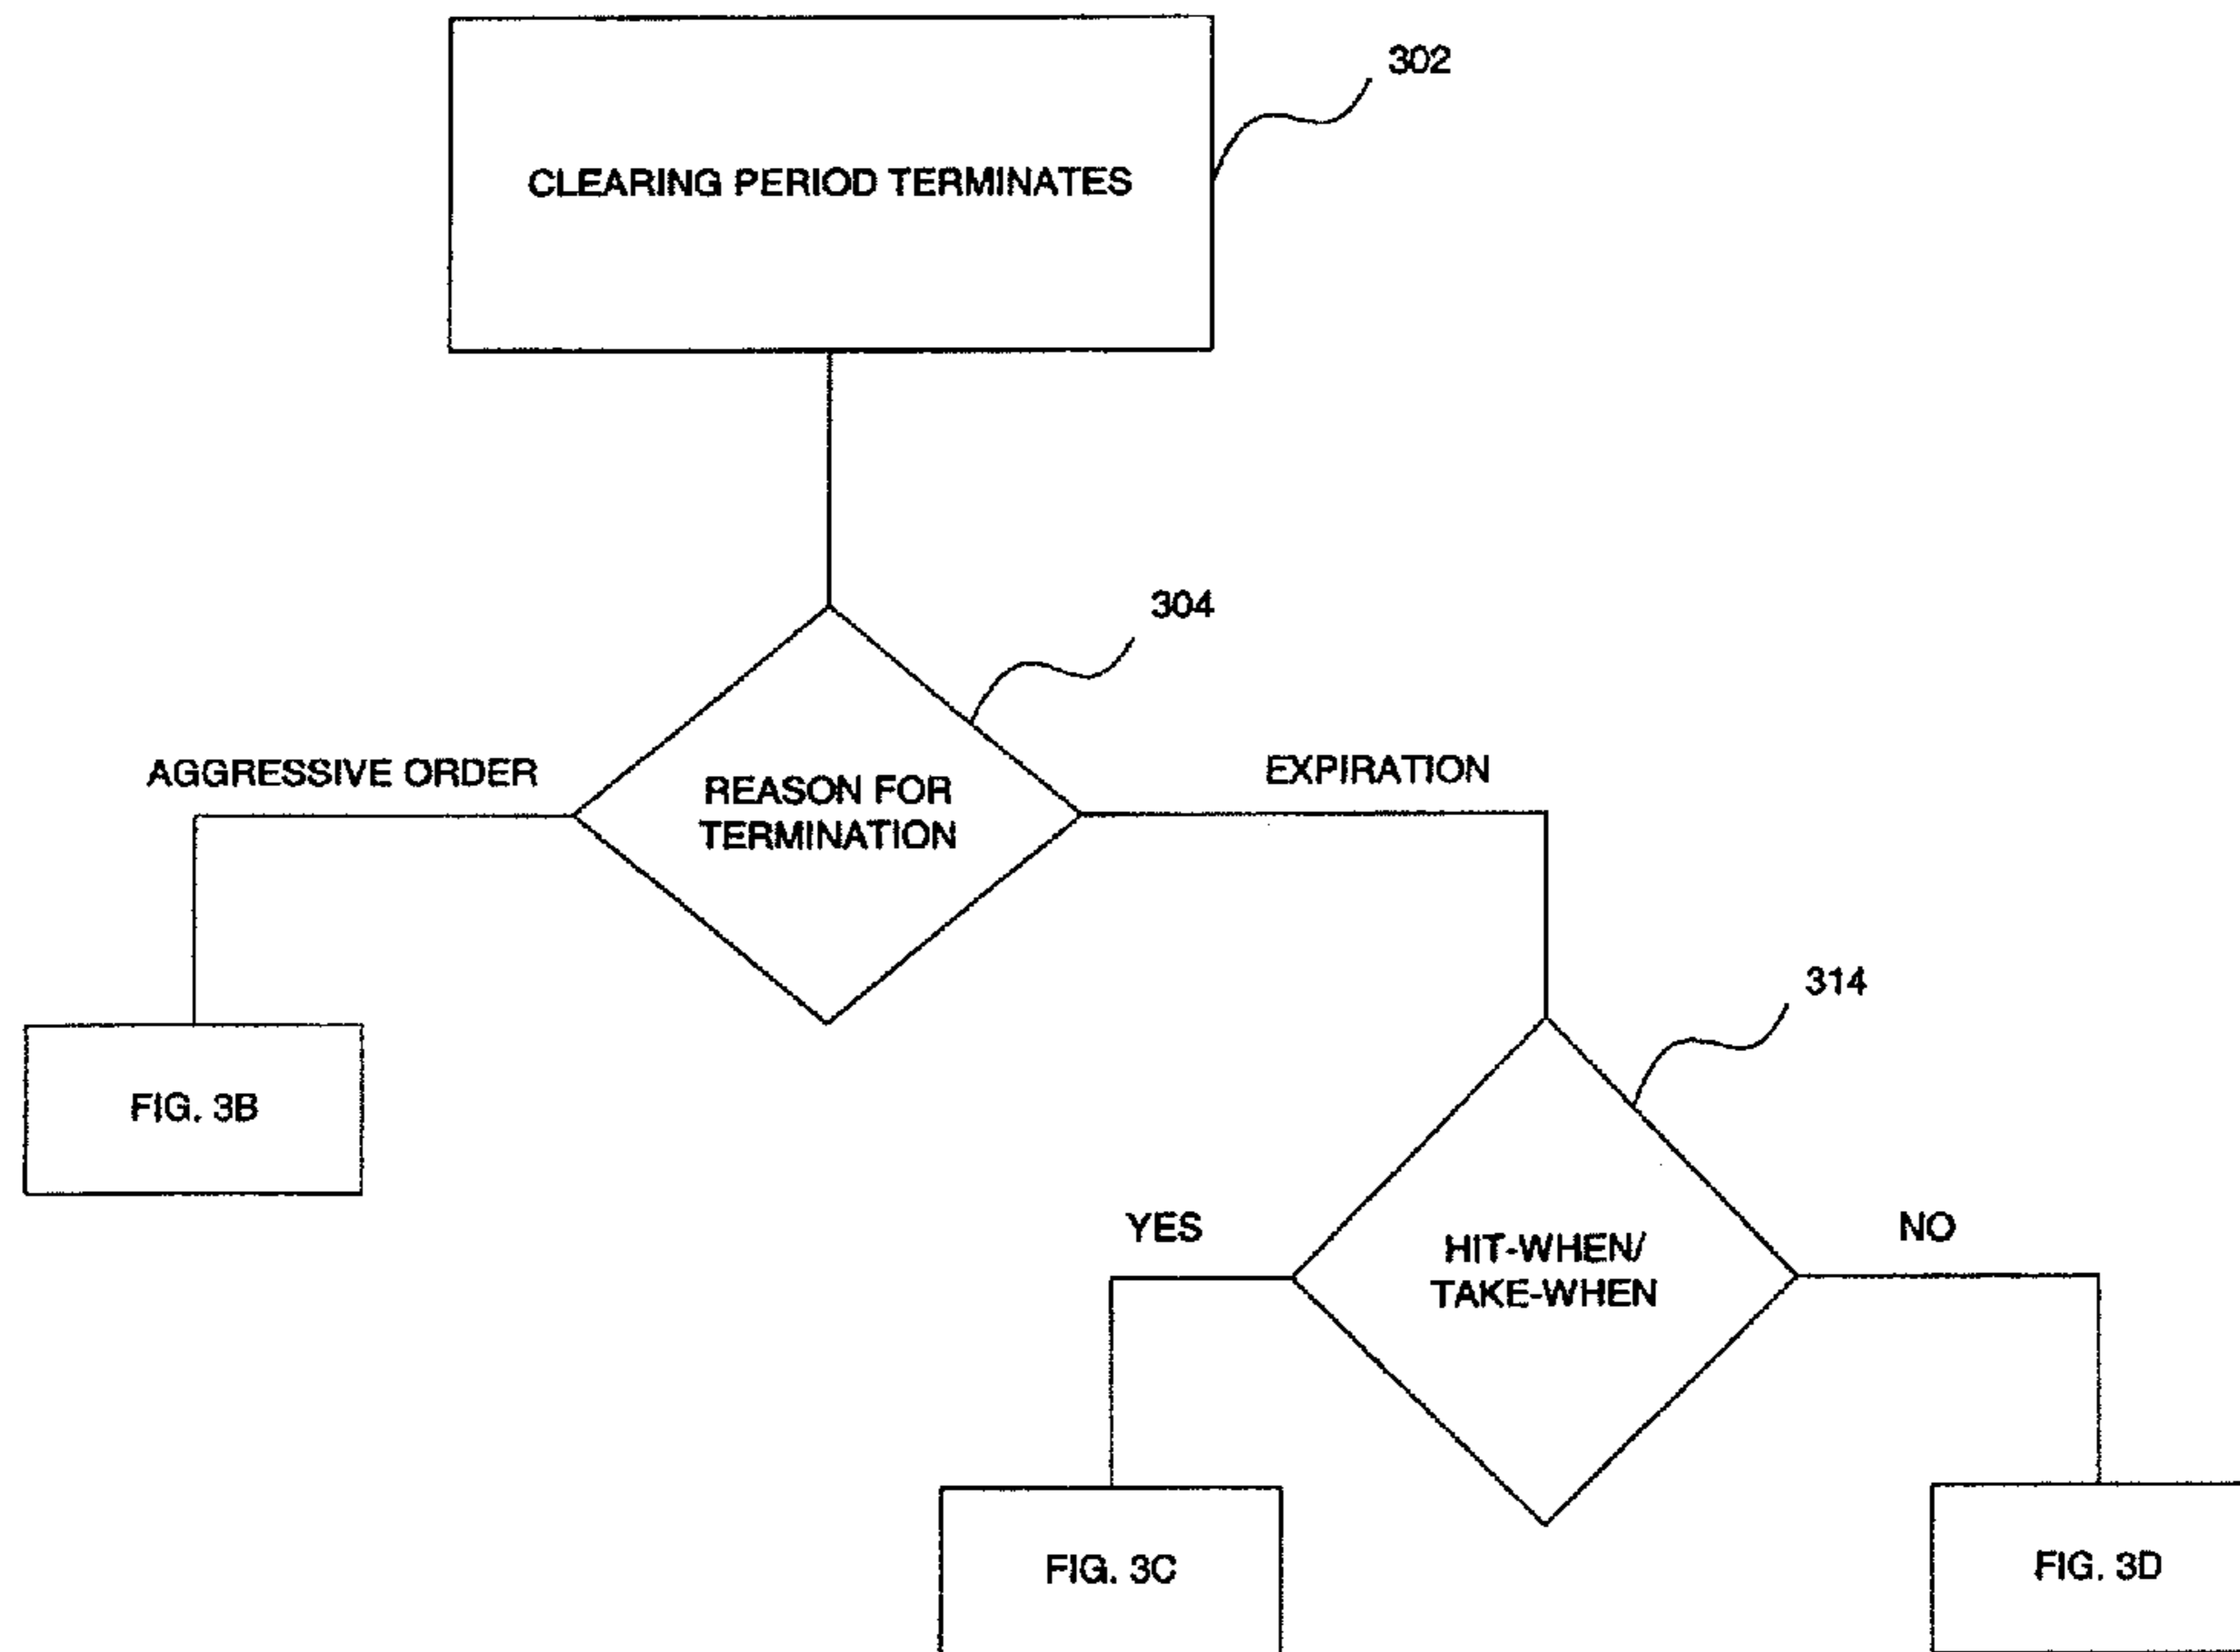 302
CLEARING PERIOD TERMINATES
304
AGGRESSIVE ORDER
REASON FOR
TERMINATION
EXPIRATION
314
FIG. 3B
YES
HIT-WHEN/
TAKE-WHEN
NO
FIG. 3C
FIG. 3D